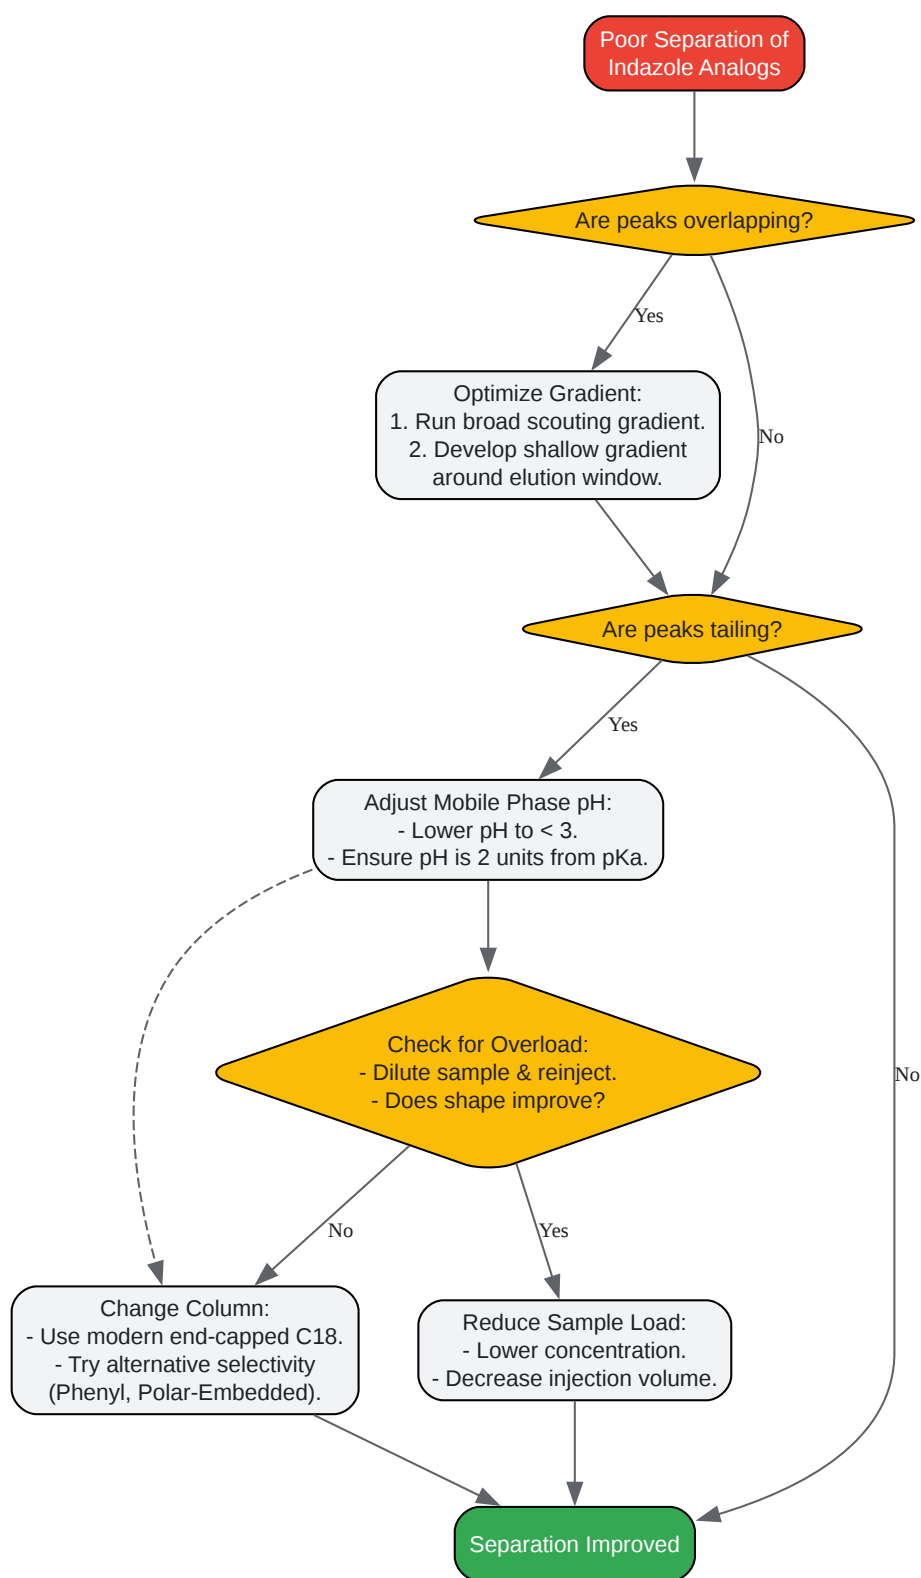 Poor Separation of
Indazole Analogs
Are peaks overlapping?
Yes
Optimize Gradient:
1. Run broad scouting gradient.
2. Develop shallow gradient
around elution window.
No
Are peaks tailing?
Yes
Adjust Mobile Phase pH:
- Lower pH to < 3.
- Ensure pH is 2 units from pKa.
Check for Overload:
- Dilute sample & reinject.
- Does shape improve?
No
No
Yes
Change Column:
- Use modern end-capped C18.
- Try alternative selectivity
(Phenyl, Polar-Embedded).
Reduce Sample Load:
- Lower concentration.
- Decrease injection volume.
Separation Improved